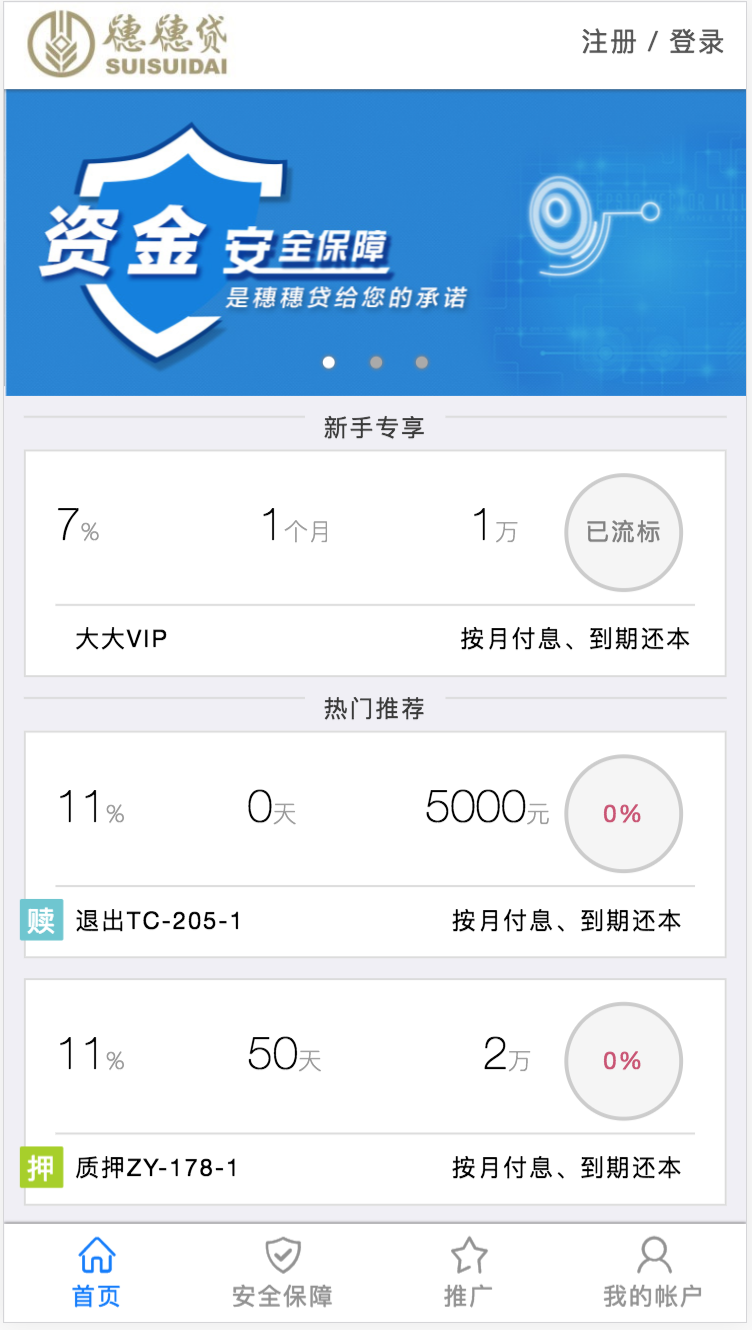 穗穗贷
SUISUIDAI
注册 / 登录
资金安全保障
是穗穗贷给您的承诺
新手专享
7% 1个月 1万 已流标
大大VIP 按月付息、到期还本
热门推荐
11% 0天 5000元 0%
赎 退出TC-205-1 按月付息、到期还本
11% 50天 2万 0%
押 质押ZY-178-1 按月付息、到期还本
首页 安全保障 推广 我的帐户